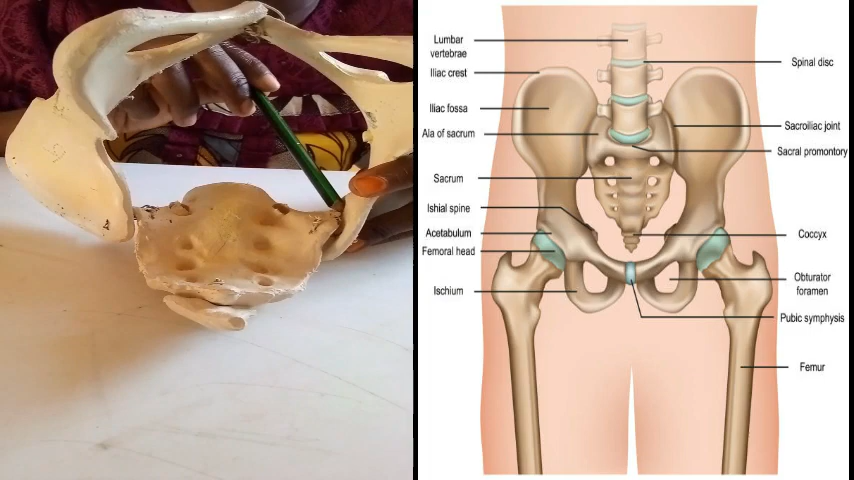 Lumbar
vertebrae
Iliac crest
Iliac fossa
Ala of sacrum
Sacrum
Ishial spine
Acetabulum
Femoral head
Ischium
Spinal disc
Sacroiliac joint
Sacral promontory
Coccyx
Obturator
foramen
Pubic symphysis
Femur